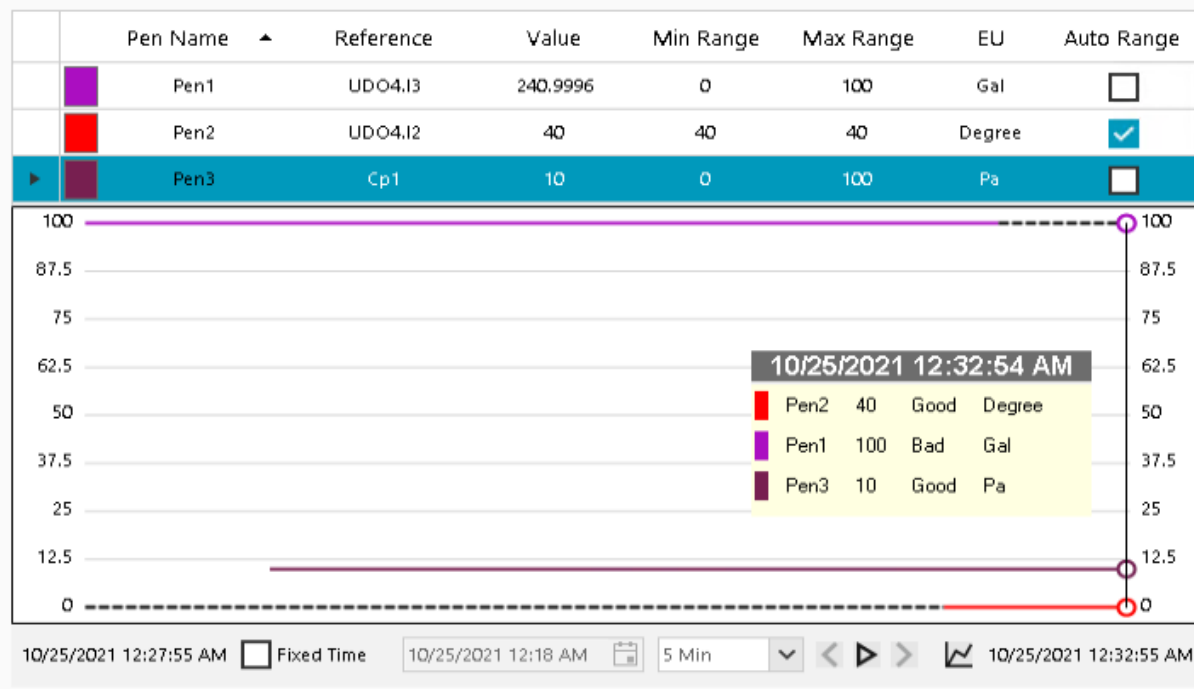 Pen Name Reference Value Min Range Max Range EU Auto Range
Pen1 UDO4.I3 240.9996 0 100 Gal
Pen2 UDO4.I2 40 40 40 Degree
Pen3 Cp1 10 0 100 Pa
100 100
87.5 87.5
75 75
62.5 62.5
10/25/2021 12:32:54 AM
Pen2 40 Good Degree
50 50
Pen1 100 Bad Gal
37.5 37.5
Pen3 10 Good Pa
25 25
12.5 12.5
0 0
10/25/2021 12:27:55 AM Fixed Time 10/25/2021 12:18 AM 5 Min 10/25/2021 12:32:55 AM